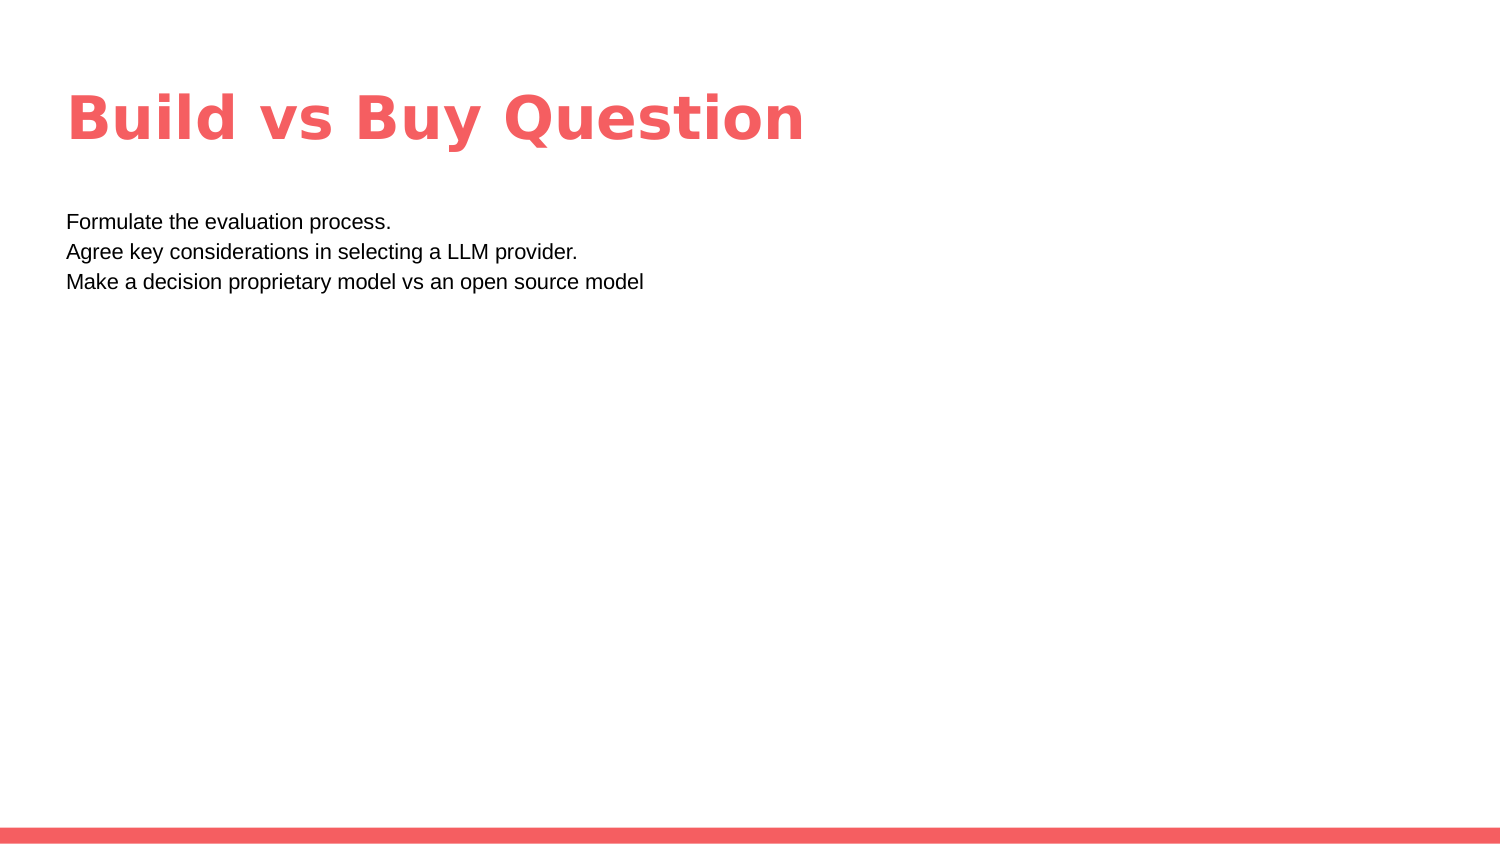 Build vs Buy Question
Formulate the evaluation process.
Agree key considerations in selecting a LLM provider.
Make a decision proprietary model vs an open source model